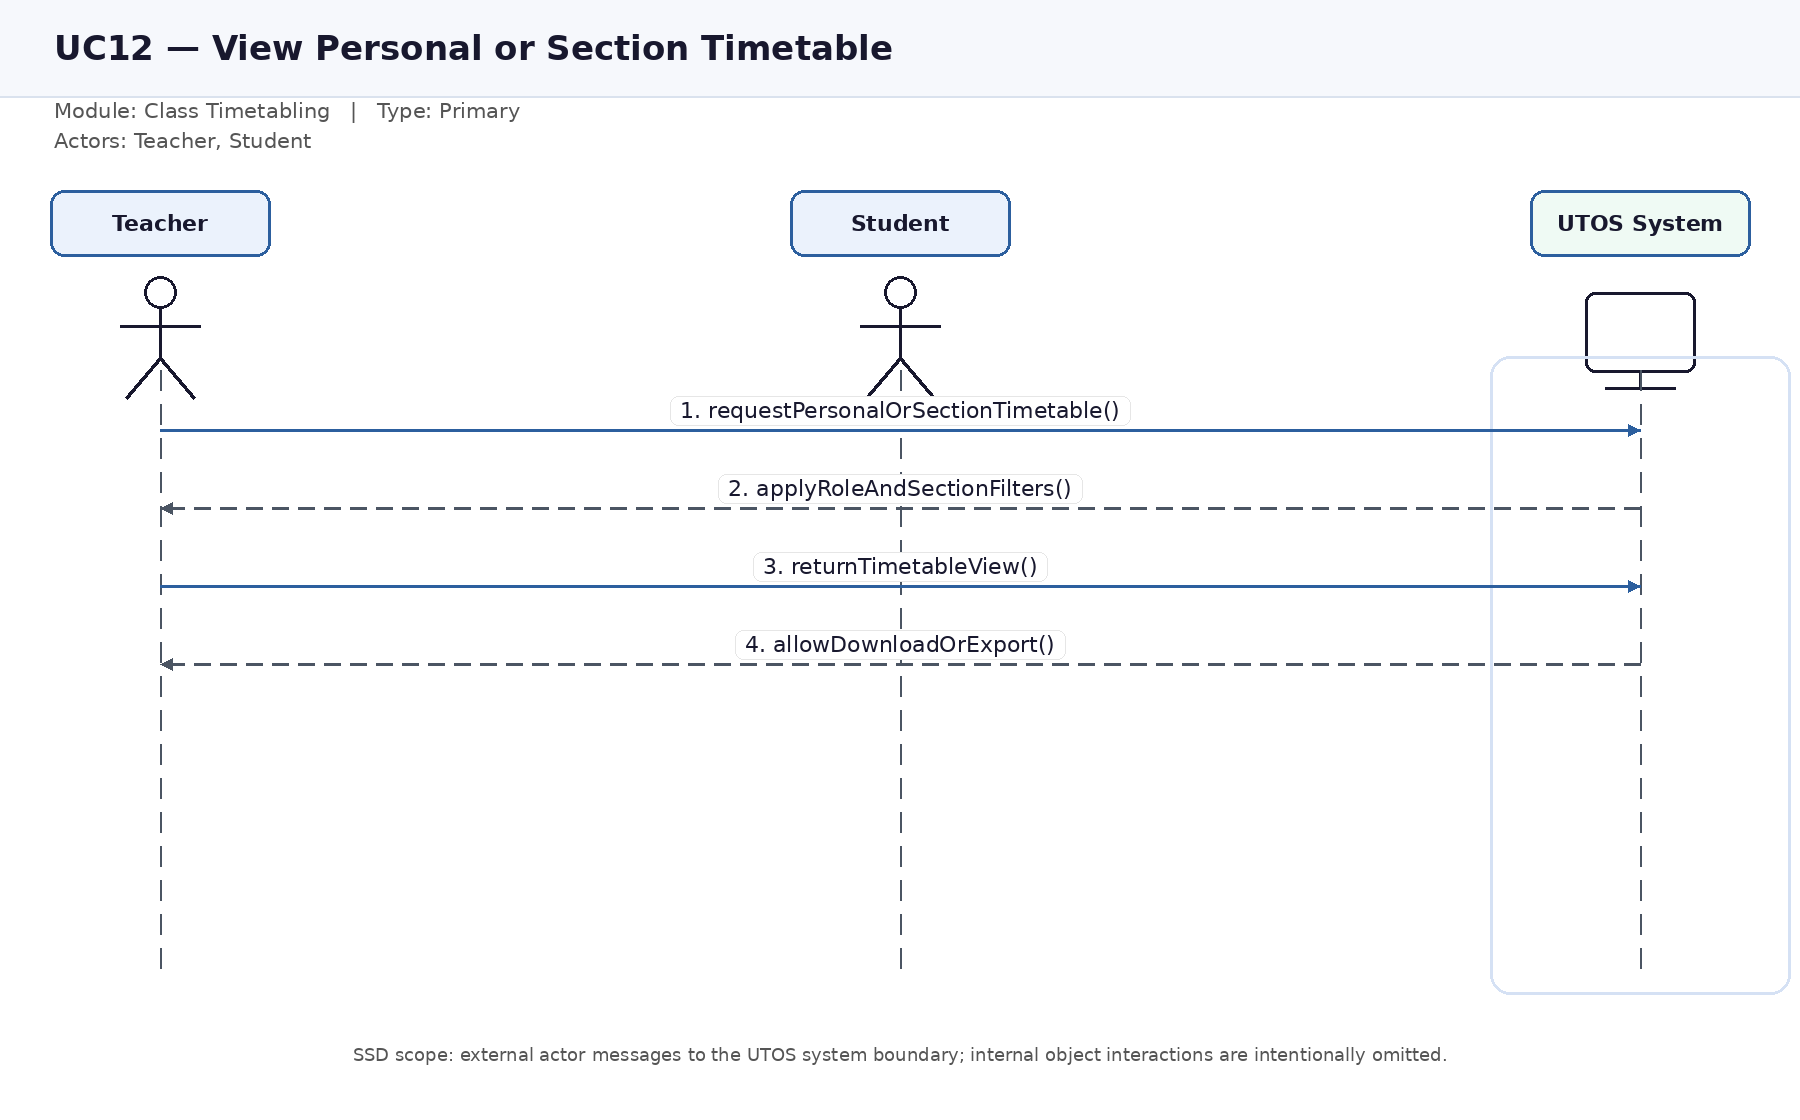 UC12 — View Personal or Section Timetable
Module: Class Timetabling | Type: Primary
Actors: Teacher, Student
Teacher
Student
UTOS System
1. requestPersonalOrSectionTimetable()
2. applyRoleAndSectionFilters()
3. returnTimetableView()
4. allowDownloadOrExport()
SSD scope: external actor messages to the UTOS system boundary; internal object interactions are intentionally omitted.